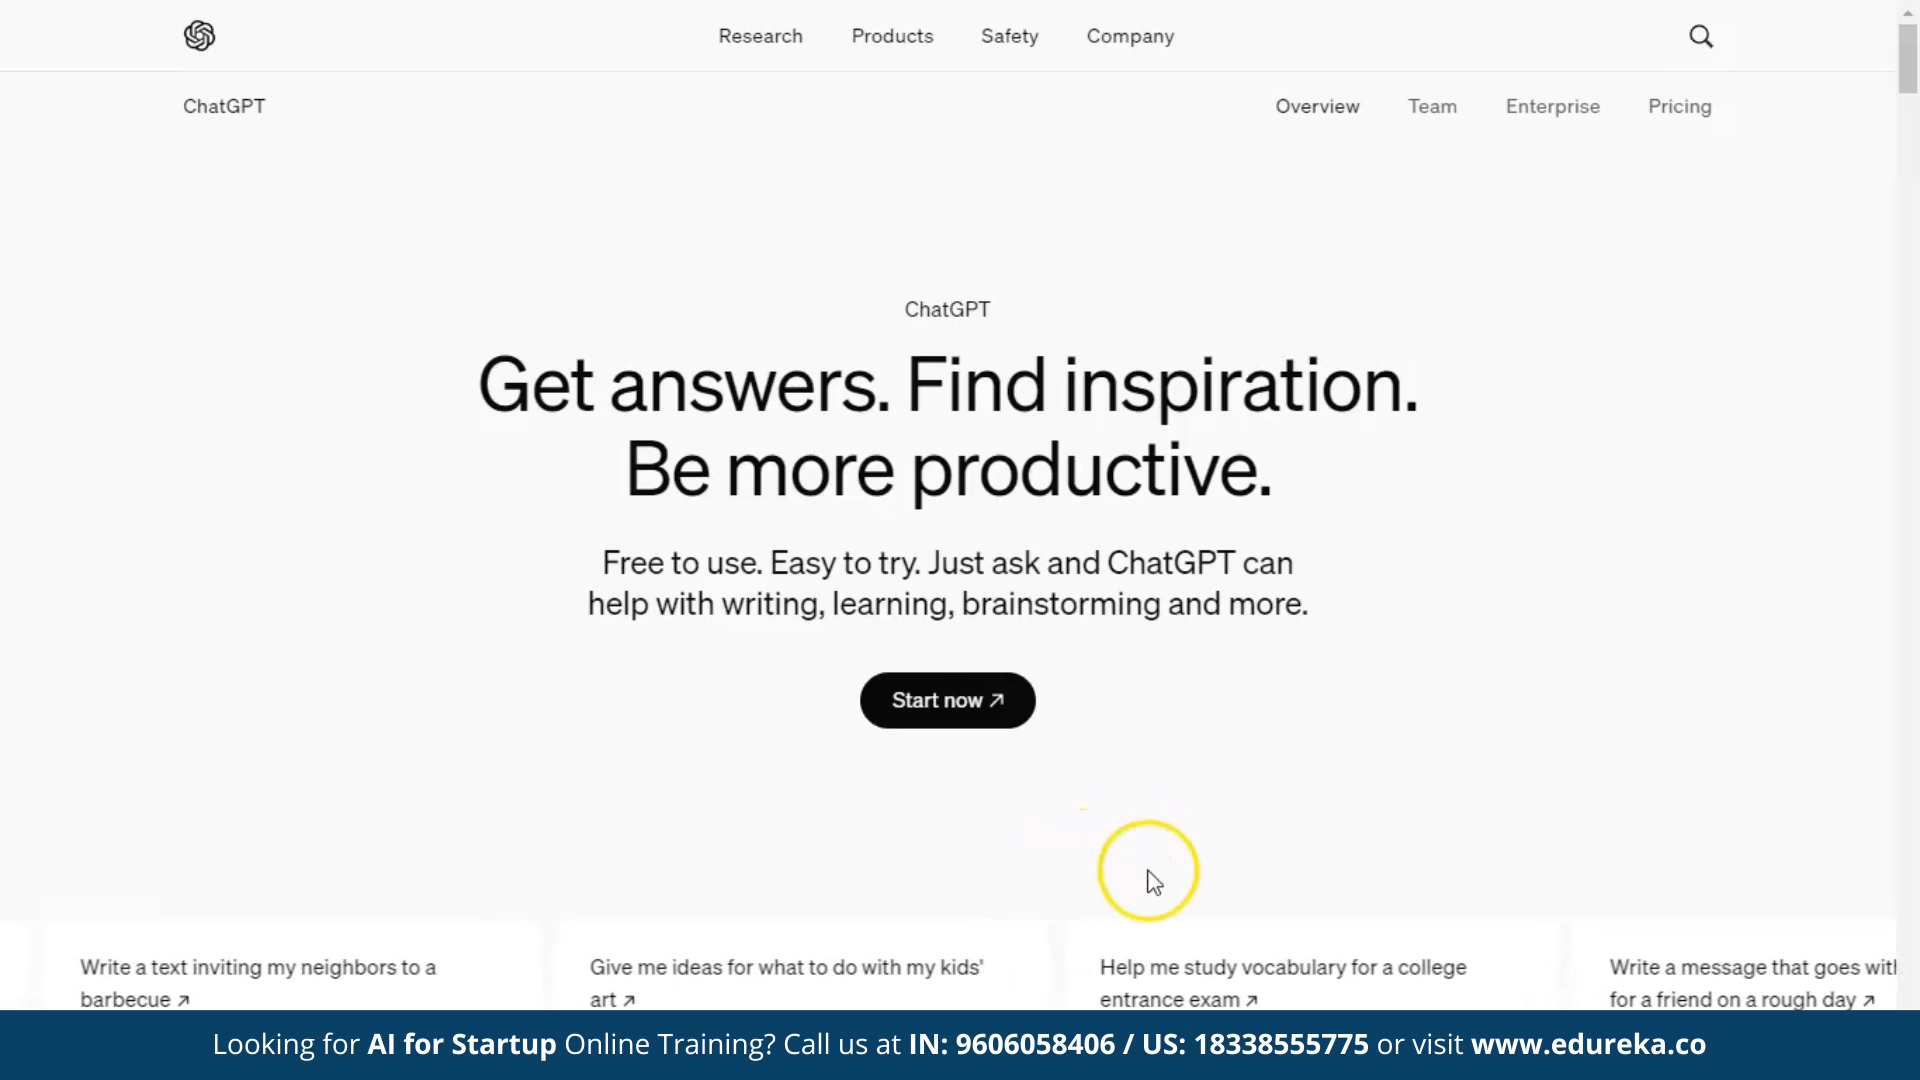 Research Products Safety Company
ChatGPT
Overview Team Enterprise Pricing
ChatGPT
Get answers. Find inspiration.
Be more productive.
Free to use. Easy to try. Just ask and ChatGPT can
help with writing, learning, brainstorming and more.
Start now ↗
Write a text inviting my neighbors to a
barbecue ↗
Give me ideas for what to do with my kids'
art ↗
Help me study vocabulary for a college
entrance exam ↗
Write a message that goes with
for a friend on a rough day ↗
Looking for AI for Startup Online Training? Call us at IN: 9606058406 / US: 18338555775 or visit www.edureka.co